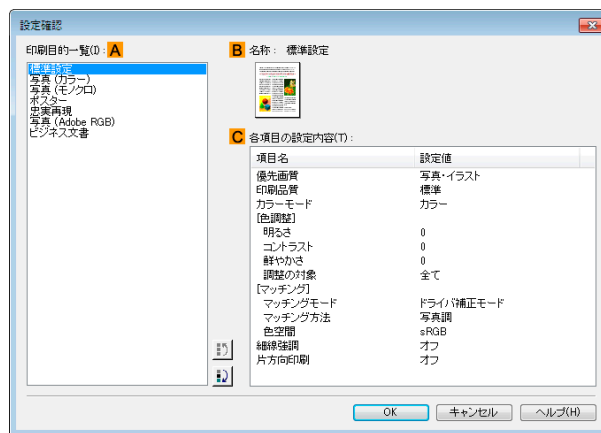 設定確認
印刷目的一覧(I): A
標準設定
写真 (カラー)
写真 (モノクロ)
ポスター
忠実再現
写真 (Adobe RGB)
ビジネス文書
B 名称: 標準設定
C 各項目の設定内容(T):
項目名 設定値
優先画質 写真・イラスト
印刷品質 標準
カラーモード カラー
[色調整]
明るさ 0
コントラスト 0
鮮やかさ 0
調整の対象 全て
[マッチング]
マッチングモード ドライバ補正モード
マッチング方法 写真調
色空間 sRGB
細線強調 オフ
片方向印刷 オフ
OK キャンセル ヘルプ(H)